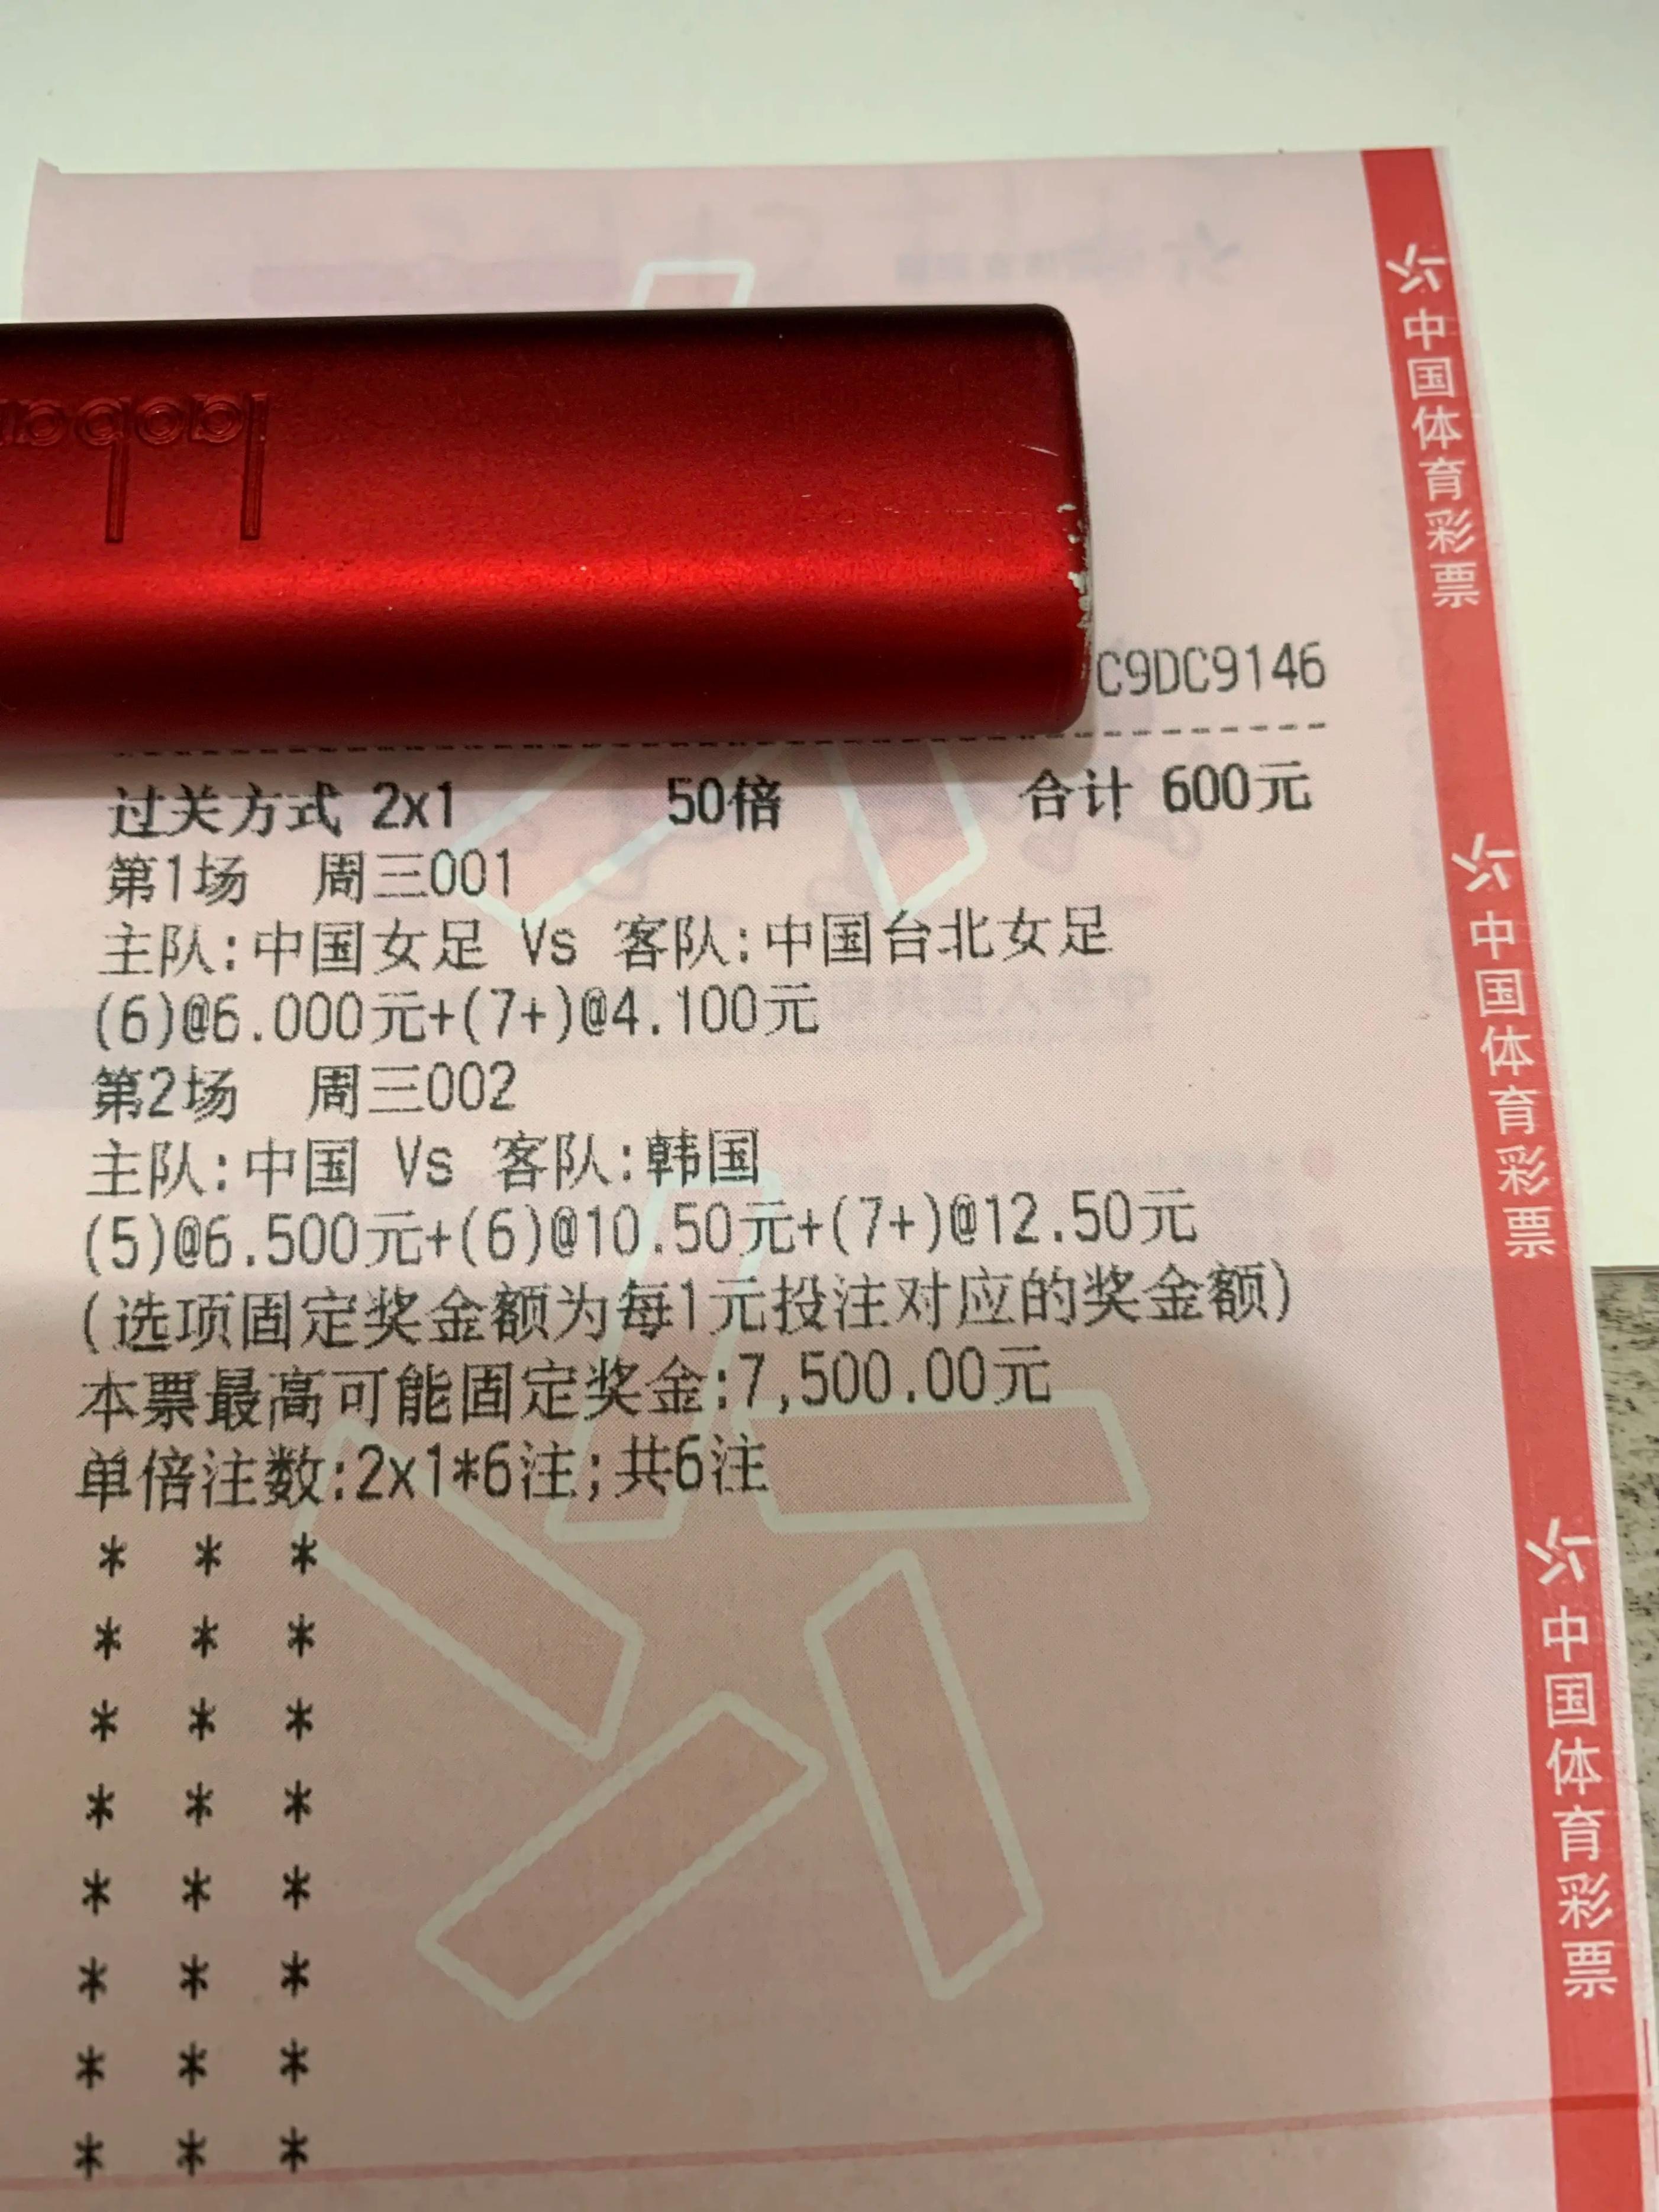 C9DC9146
过关方式 2x1 50倍 合计 600元
第1场 周三001
主队:中国女足 Vs 客队:中国台北女足
(6)@6.000元+(7+)@4.100元
第2场 周三002
主队:中国 Vs 客队:韩国
(5)@6.500元+(6)@10.50元+(7+)@12.50元
(选项固定奖金额为每1元投注对应的奖金额)
本票最高可能固定奖金:7,500.00元
单倍注数:2x1*6注;共6注
* * *
* * *
* * *
* * *
* * *
* * *
* * *
* * *
中国体育彩票
中国体育彩票
中国体育彩票